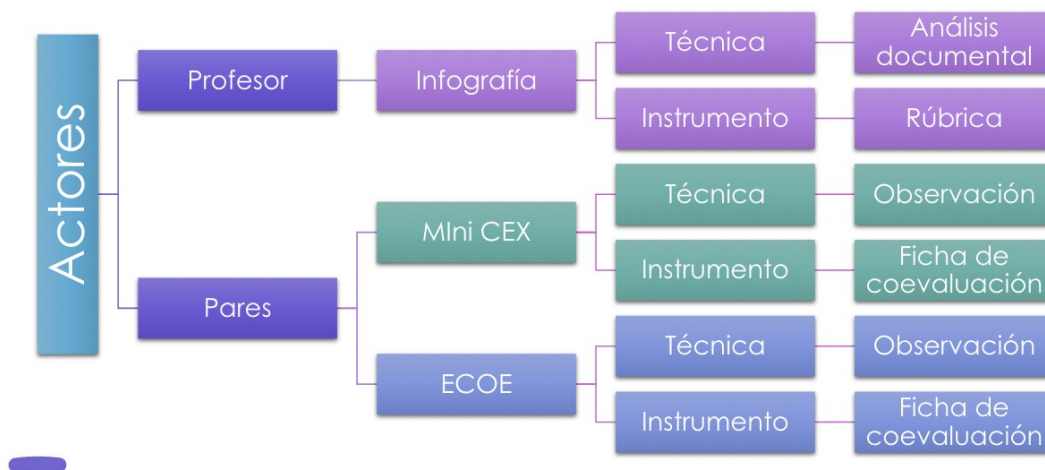 Actores
Profesor
Infografía
Técnica
Análisis
documental
Instrumento
Rúbrica
Pares
MIni CEX
Técnica
Observación
Instrumento
Ficha de
coevaluación
ECOE
Técnica
Observación
Instrumento
Ficha de
coevaluación